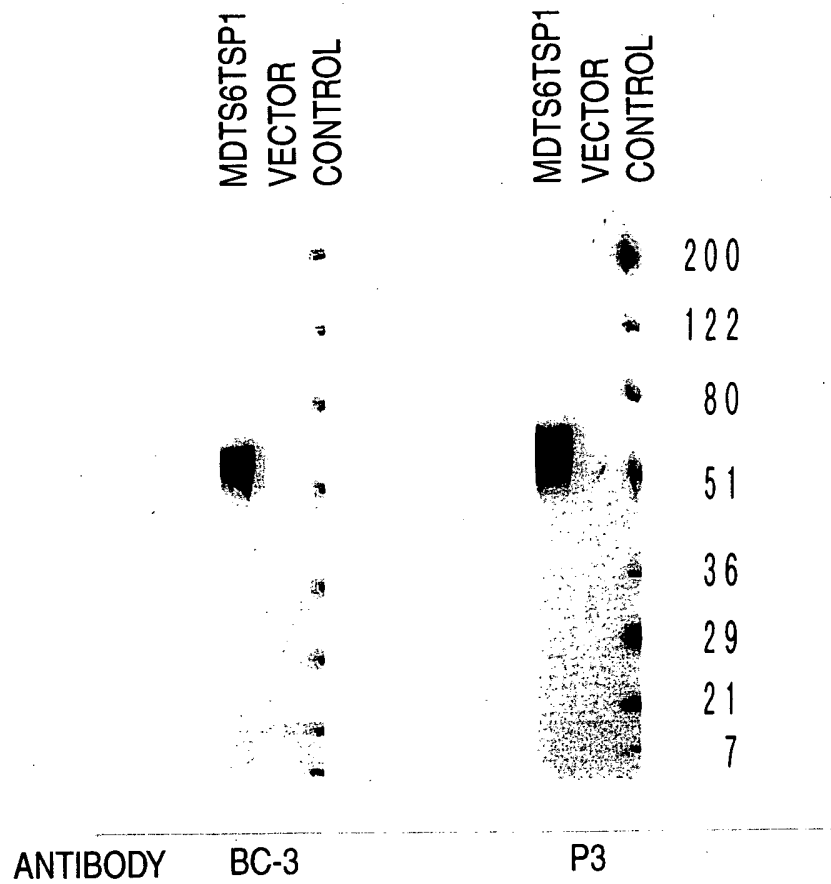 MDTS6TSP1
VECTOR
CONTROL
MDTS6TSP1
VECTOR
CONTROL
200
122
80
51
36
29
21
7
ANTIBODY BC-3 P3